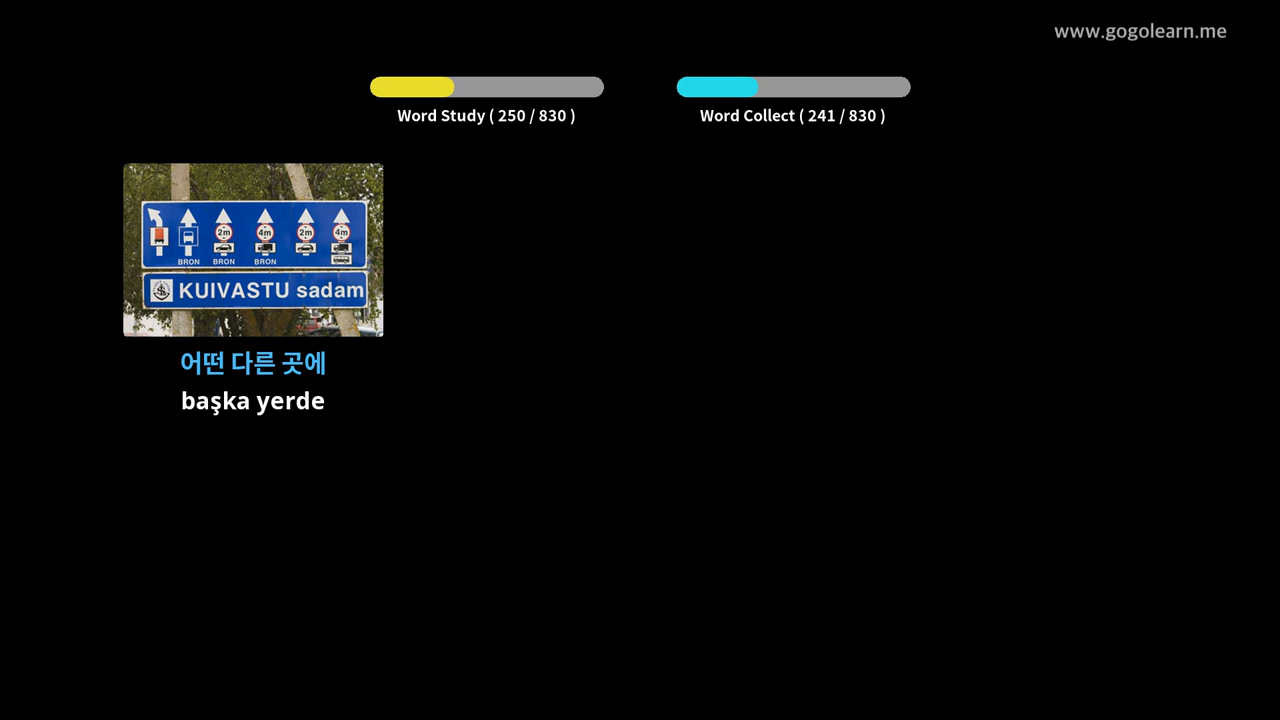 www.gogolearn.me
Word Study ( 250 / 830 )
Word Collect ( 241 / 830 )
2m 4m 2m 4m
BRON BRON BRON
KUIVASTU sadam
어떤 다른 곳에
başka yerde